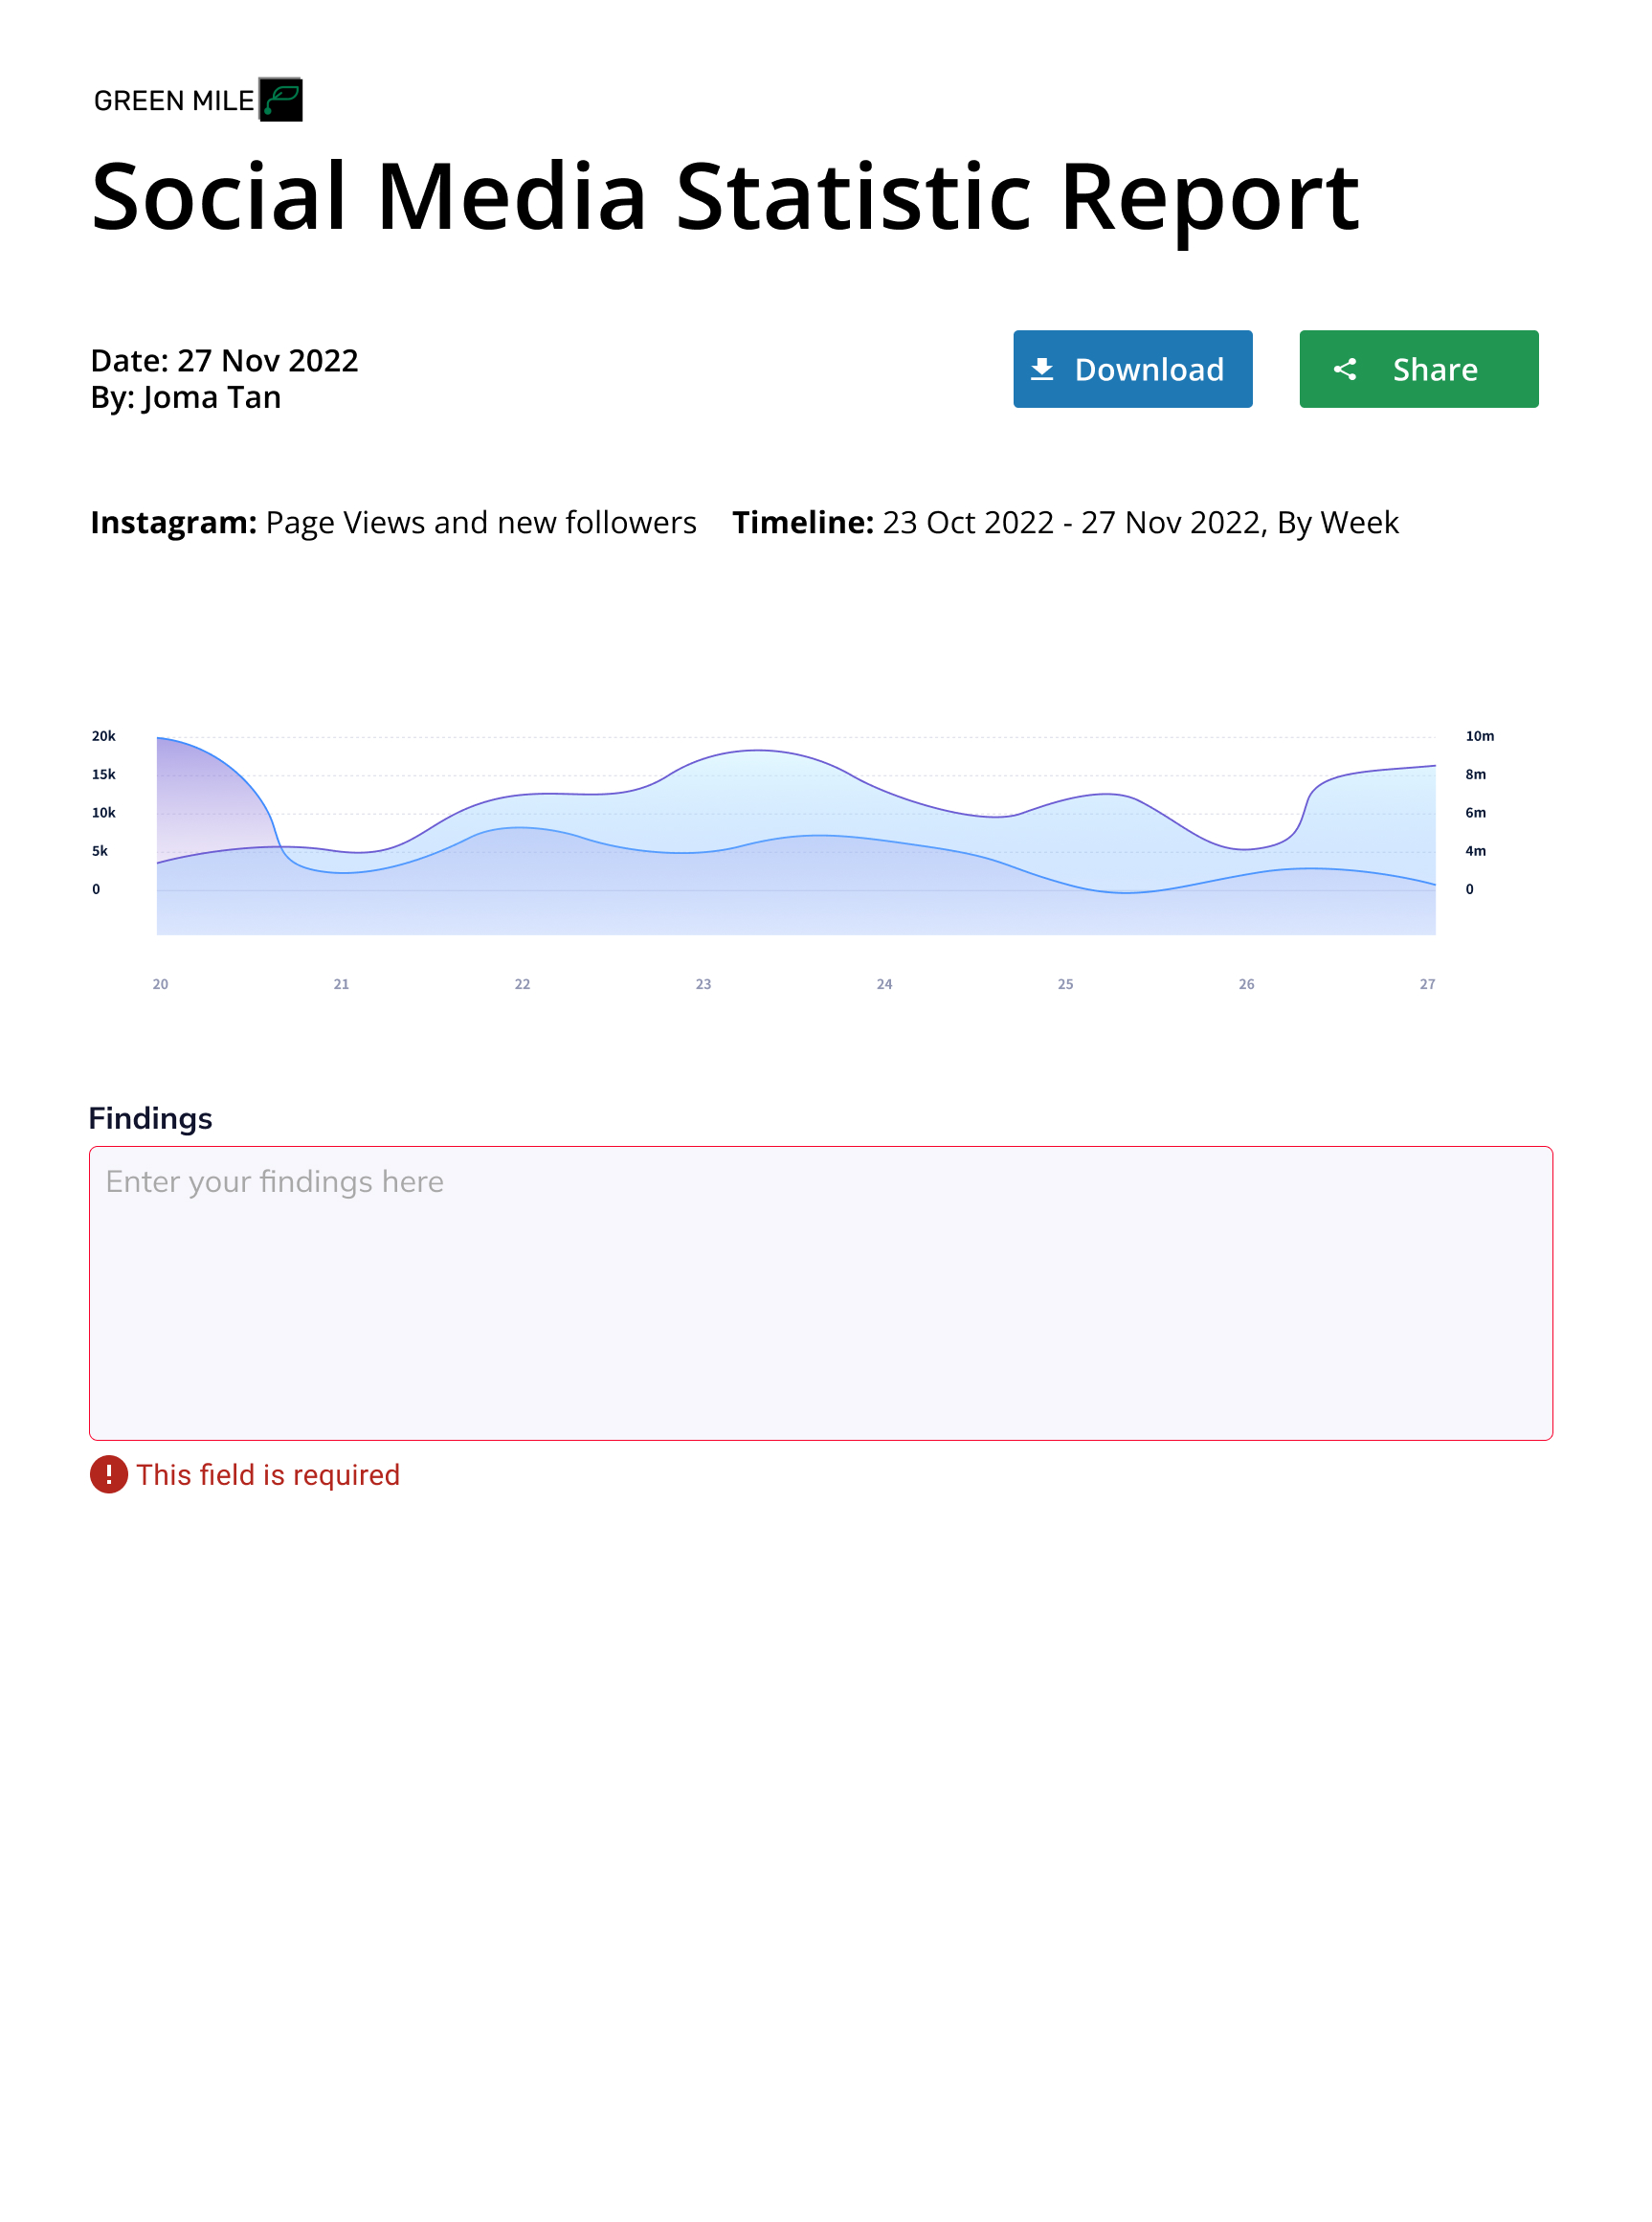 GREEN MILE
Social Media Statistic Report
Date: 27 Nov 2022
By: Joma Tan
Download
Share
Instagram: Page Views and new followers Timeline: 23 Oct 2022 - 27 Nov 2022, By Week
20k 10m
15k 8m
10k 6m
5k 4m
0 0
20 21 22 23 24 25 26 27
Findings
Enter your findings here
This field is required